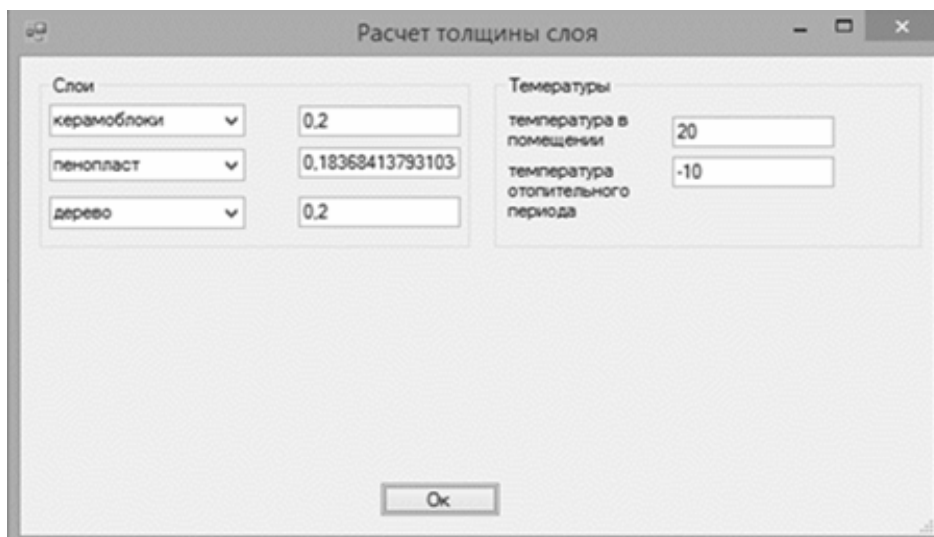 Расчет толщины слоя
Слои
керамоблоки
0,2
пенопласт
0,18368413793103
дерево
0,2
Темературы
температура в
помещении
20
температура
отопительного
периода
-10
Ок